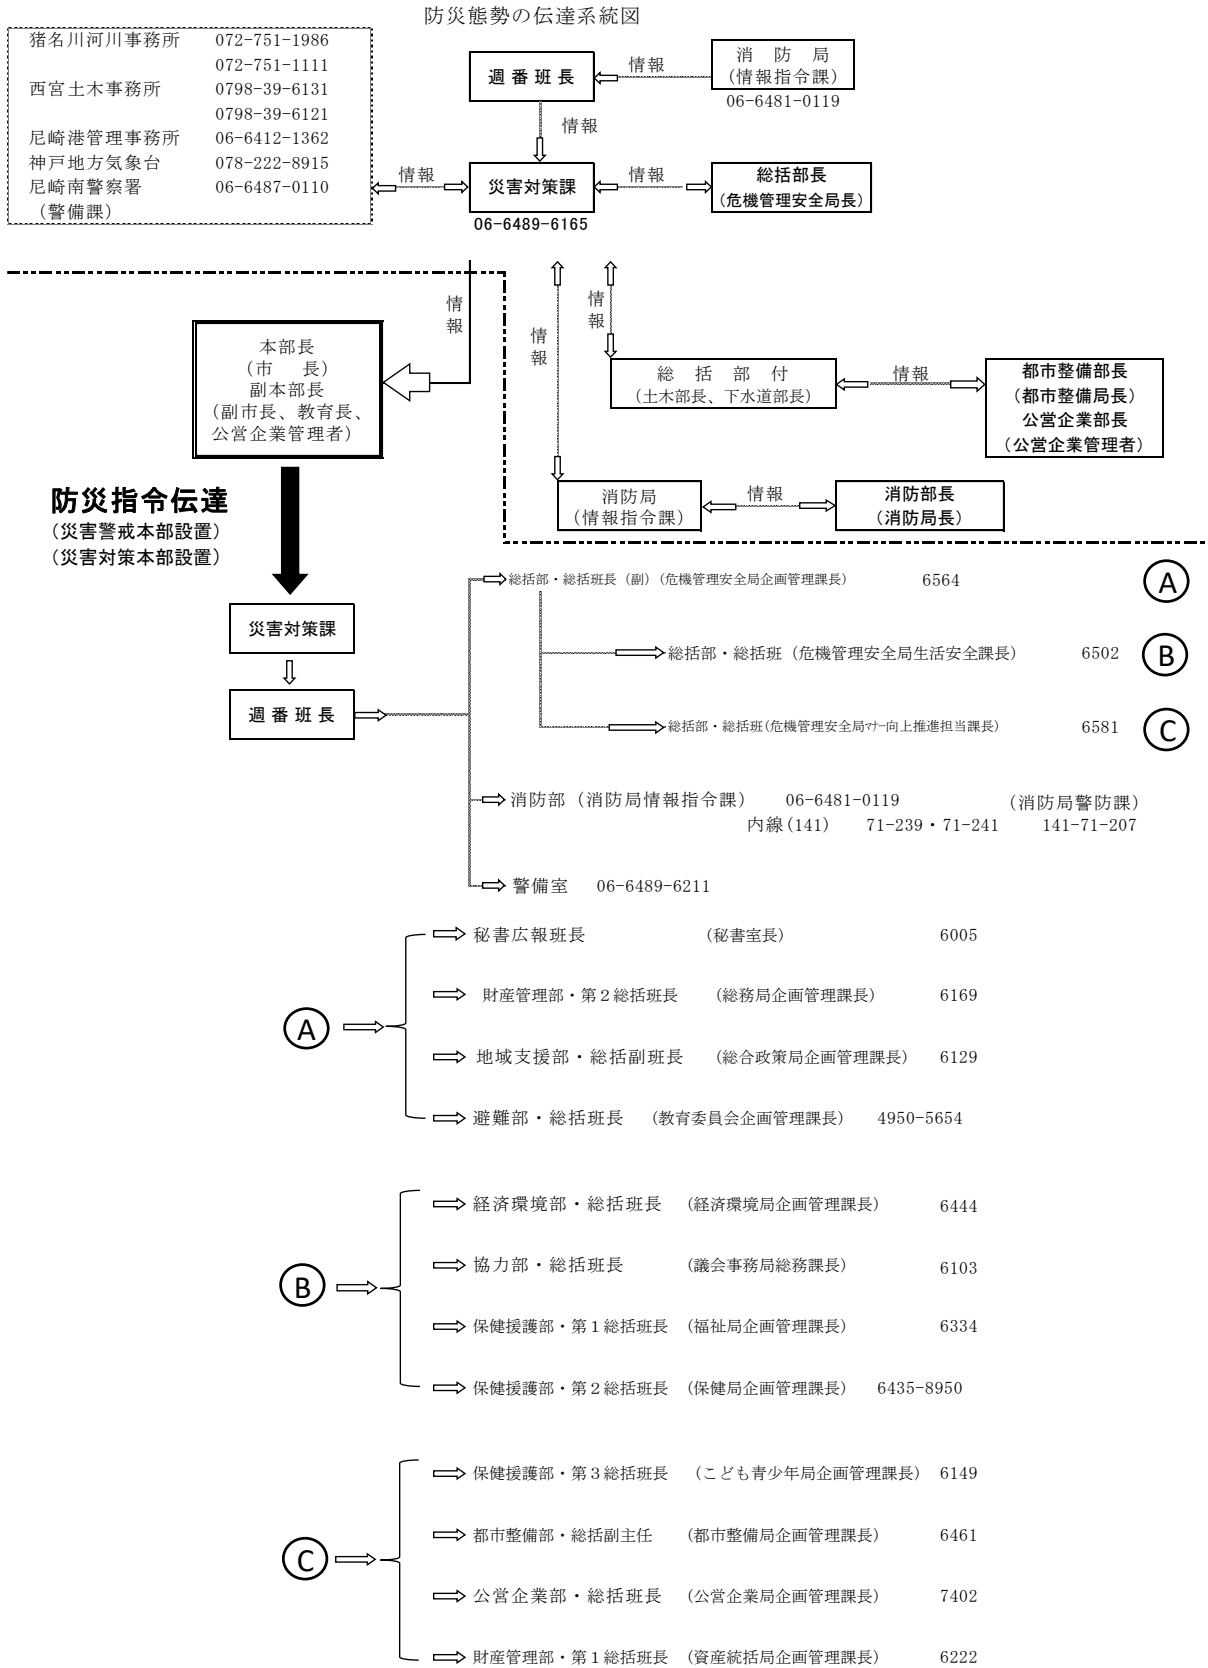 防災態勢の伝達系統図
猪名川河川事務所 072-751-1986
072-751-1111
西宮土木事務所 0798-39-6131
0798-39-6121
尼崎港管理事務所 06-6412-1362
神戸地方気象台 078-222-8915
尼崎南警察署 06-6487-0110
(警備課)
週番班長
情報
消 防 局
(情報指令課)
06-6481-0119
情報
情報
災害対策課
06-6489-6165
情報
総括部長
(危機管理安全局長)
情報
情報
情報
本部長
(市 長)
副本部長
(副市長、教育長、
公営企業管理者)
総 括 部 付
(土木部長、下水道部長)
情報
都市整備部長
(都市整備局長)
公営企業部長
(公営企業管理者)
消防局
(情報指令課)
情報
消防部長
(消防局長)
防災指令伝達
(災害警戒本部設置)
(災害対策本部設置)
災害対策課
週番班長
総括部・総括班長(副)(危機管理安全局企画管理課長) 6564 A
総括部・総括班(危機管理安全局生活安全課長) 6502 B
総括部・総括班(危機管理安全局マナー向上推進担当課長) 6581 C
消防部(消防局情報指令課) 06-6481-0119 (消防局警防課)
内線(141) 71-239・71-241 141-71-207
警備室 06-6489-6211
A
秘書広報班長 (秘書室長) 6005
財産管理部・第2総括班長 (総務局企画管理課長) 6169
地域支援部・総括副班長 (総合政策局企画管理課長) 6129
避難部・総括班長 (教育委員会企画管理課長) 4950-5654
B
経済環境部・総括班長 (経済環境局企画管理課長) 6444
協力部・総括班長 (議会事務局総務課長) 6103
保健援護部・第1総括班長 (福祉局企画管理課長) 6334
保健援護部・第2総括班長 (保健局企画管理課長) 6435-8950
C
保健援護部・第3総括班長 (こども青少年局企画管理課長) 6149
都市整備部・総括副主任 (都市整備局企画管理課長) 6461
公営企業部・総括班長 (公営企業局企画管理課長) 7402
財産管理部・第1総括班長 (資産統括局企画管理課長) 6222